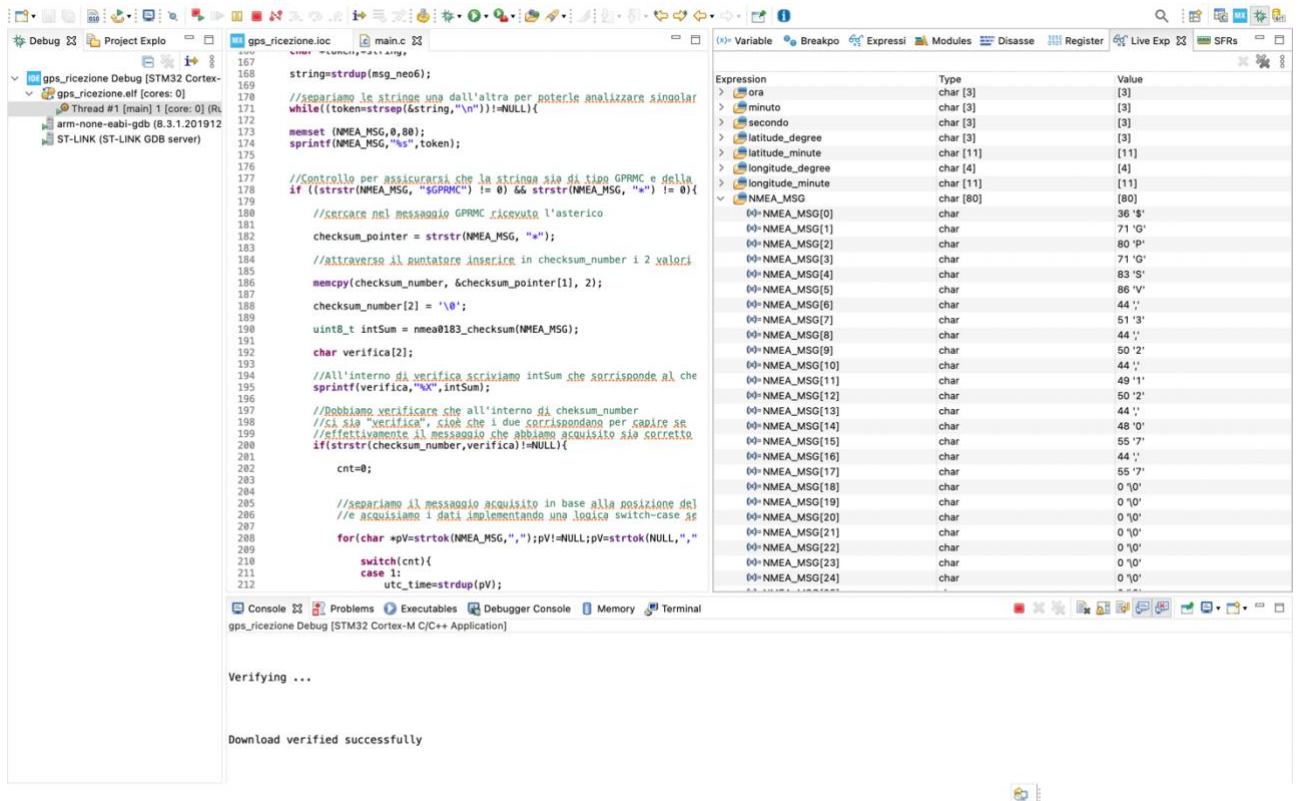 Debug
Project Explo
gps_ricezione Debug [STM32 Cortex-
gps_ricezione.elf [cores: 0]
Thread #1 [main] 1 [core: 0] (Ru
arm-none-eabi-gdb (8.3.1.201912
ST-LINK (ST-LINK GDB server)
gps_ricezione.ioc
main.c
167
168 string=strdup(msg_neo6);
169
170 //separiamo le stringe una dall'altra per poterle analizzare singolar
171 while((token=strsep(&string,"\n"))!=NULL){
172
173 memset (NMEA_MSG,0,80);
174 sprintf(NMEA_MSG,"%s",token);
175
176
177 //Controllo per assicurarsi che la stringa sia di tipo GPRMC e della
178 if ((strstr(NMEA_MSG, "$GPRMC") != 0) && strstr(NMEA_MSG, "*") != 0){
179
180 //cercare nel messaggio GPRMC ricevuto l'asterico
181
182 checksum_pointer = strstr(NMEA_MSG, "*");
183
184 //attraverso il puntatore inserire in checksum_number i 2 valori
185
186 memcpy(checksum_number, &checksum_pointer[1], 2);
187
188 checksum_number[2] = '\0';
189
190 uint8_t intSum = nmea0183_checksum(NMEA_MSG);
191
192 char verifica[2];
193
194 //All'interno di verifica scriviamo intSum che sorrisponde al che
195 sprintf(verifica,"%X",intSum);
196
197 //Dobbiamo verificare che all'interno di cheksum_number
198 //ci sia "verifica", cioè che i due corrispondano per capire se
199 //effettivamente il messaggio che abbiamo acquisito sia corretto
200 if(strstr(checksum_number,verifica)!=NULL){
201
202 cnt=0;
203
204
205 //separiamo il messaggio acquisito in base alla posizione del
206 //e acquisiamo i dati implementando una logica switch-case se
207
208 for(char *pV=strtok(NMEA_MSG,",");pV!=NULL;pV=strtok(NULL,","
209
210 switch(cnt){
211 case 1:
212 utc_time=strdup(pV);
(x)= Variable Breakpo Expressi Modules Disasse Register Live Exp SFRs
Expression Type Value
ora char [3] [3]
minuto char [3] [3]
secondo char [3] [3]
latitude_degree char [3] [3]
latitude_minute char [11] [11]
longitude_degree char [4] [4]
longitude_minute char [11] [11]
NMEA_MSG char [80] [80]
(x)= NMEA_MSG[0] char 36 '$'
(x)= NMEA_MSG[1] char 71 'G'
(x)= NMEA_MSG[2] char 80 'P'
(x)= NMEA_MSG[3] char 71 'G'
(x)= NMEA_MSG[4] char 83 'S'
(x)= NMEA_MSG[5] char 86 'V'
(x)= NMEA_MSG[6] char 44 ','
(x)= NMEA_MSG[7] char 51 '3'
(x)= NMEA_MSG[8] char 44 ','
(x)= NMEA_MSG[9] char 50 '2'
(x)= NMEA_MSG[10] char 44 ','
(x)= NMEA_MSG[11] char 49 '1'
(x)= NMEA_MSG[12] char 50 '2'
(x)= NMEA_MSG[13] char 44 ','
(x)= NMEA_MSG[14] char 48 '0'
(x)= NMEA_MSG[15] char 55 '7'
(x)= NMEA_MSG[16] char 44 ','
(x)= NMEA_MSG[17] char 55 '7'
(x)= NMEA_MSG[18] char 0 '\0'
(x)= NMEA_MSG[19] char 0 '\0'
(x)= NMEA_MSG[20] char 0 '\0'
(x)= NMEA_MSG[21] char 0 '\0'
(x)= NMEA_MSG[22] char 0 '\0'
(x)= NMEA_MSG[23] char 0 '\0'
(x)= NMEA_MSG[24] char 0 '\0'
Console Problems Executables Debugger Console Memory Terminal
gps_ricezione Debug [STM32 Cortex-M C/C++ Application]
Verifying ...
Download verified successfully